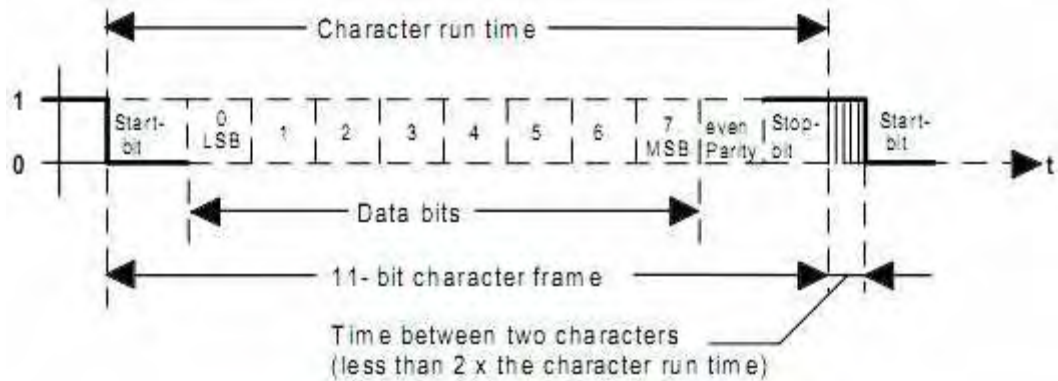 Character run time
1
0
Start-
bit
0
LSB
1
2
3
4
5
6
7
MSB
even
Parity
Stop-
bit
Start-
bit
t
Data bits
11- bit character frame
Time between two characters
(less than 2 x the character run time)